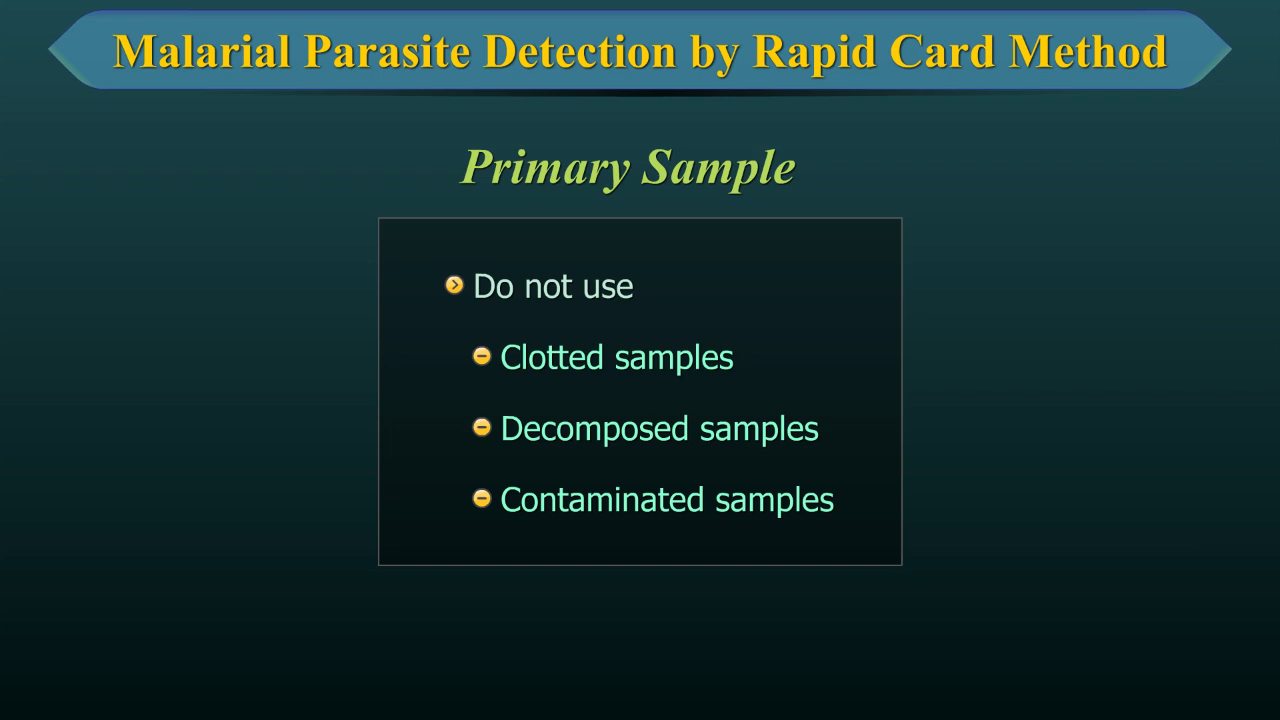 Malarial Parasite Detection by Rapid Card Method
Primary Sample
Do not use
Clotted samples
Decomposed samples
Contaminated samples